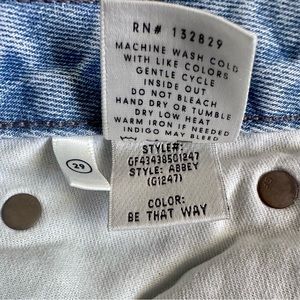 RN# 132829
MACHINE WASH COLD
WITH LIKE COLORS
GENTLE CYCLE
INSIDE OUT
DO NOT BLEACH
HAND DRY OR TUMBLE
DRY LOW HEAT
WARM IRON IF NEEDED
INDIGO MAY BLEED
29
STYLE#:
GF43438501247
STYLE: ABBEY
(G1247)
COLOR:
BE THAT WAY